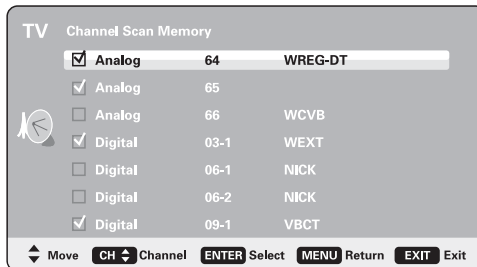 TV Channel Scan Memory
Analog 64 WREG-DT
Analog 65
Analog 66 WCVB
Digital 03-1 WEXT
Digital 06-1 NICK
Digital 06-2 NICK
Digital 09-1 VBCT
Move CH Channel ENTER Select MENU Return EXIT Exit